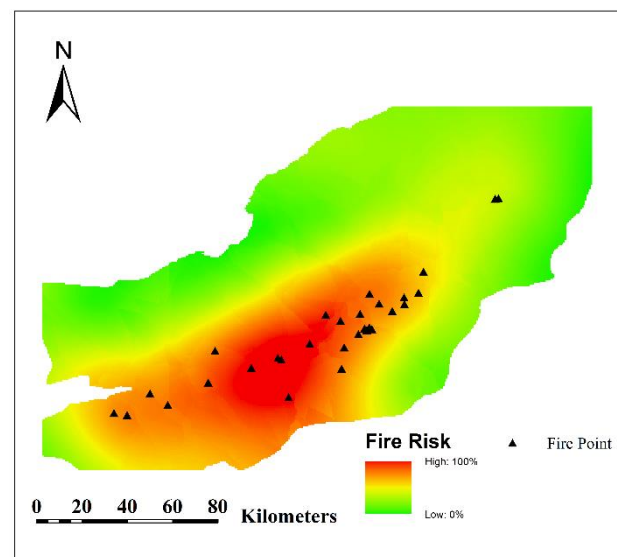 N
Fire Risk
High: 100%
Low: 0%
Fire Point
0 20 40 60 80
Kilometers